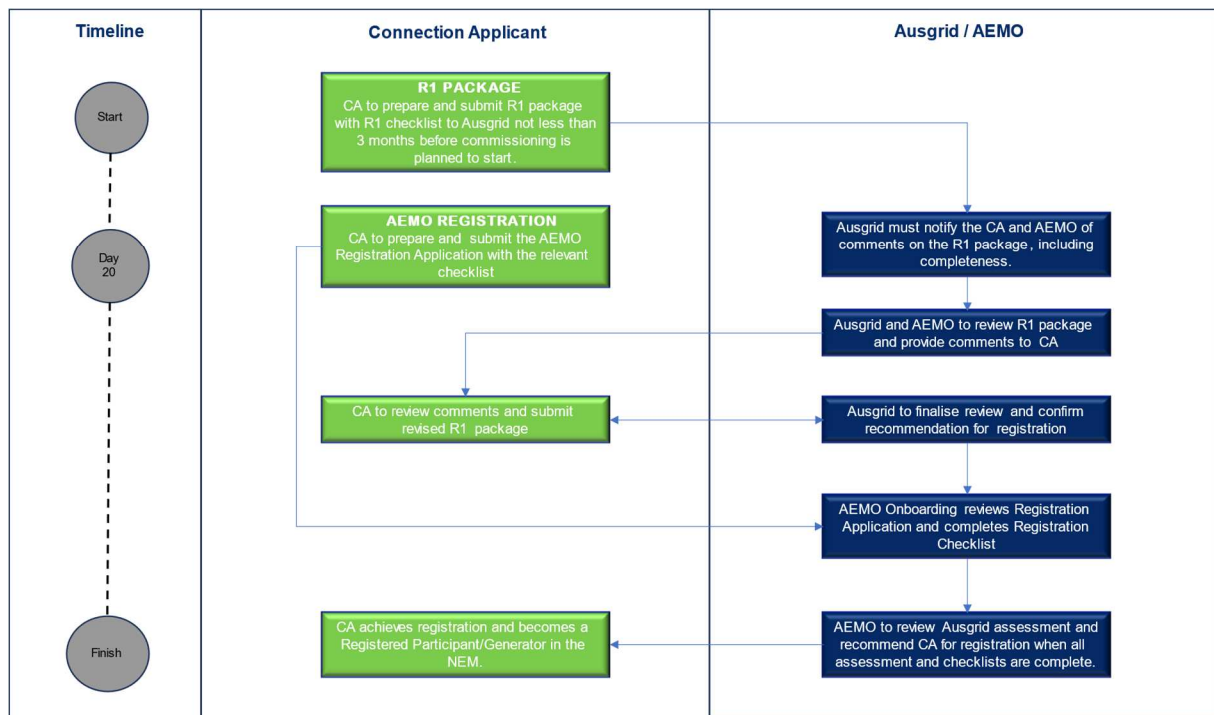 Timeline
Connection Applicant
Ausgrid / AEMO
Start
R1 PACKAGE
CA to prepare and submit R1 package
with R1 checklist to Ausgrid not less than
3 months before commissioning is
planned to start.
AEMO REGISTRATION
CA to prepare and submit the AEMO
Registration Application with the relevant
checklist
Ausgrid must notify the CA and AEMO of
comments on the R1 package, including
completeness.
Day
20
Ausgrid and AEMO to review R1 package
and provide comments to CA
CA to review comments and submit
revised R1 package
Ausgrid to finalise review and confirm
recommendation for registration
AEMO Onboarding reviews Registration
Application and completes Registration
Checklist
Finish
CA achieves registration and becomes a
Registered Participant/Generator in the
NEM.
AEMO to review Ausgrid assessment and
recommend CA for registration when all
assessment and checklists are complete.